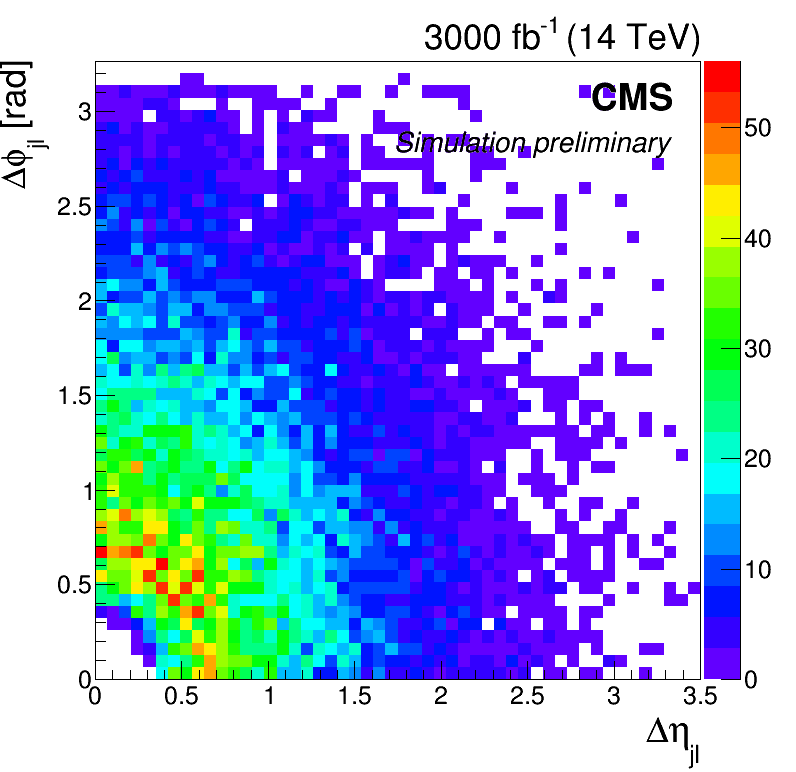 3000 fb⁻¹ (14 TeV)
CMS
Simulation preliminary
Δϕjl [rad]
3
2.5
2
1.5
1
0.5
0
0 0.5 1 1.5 2 2.5 3 3.5
Δηjl
50
40
30
20
10
0